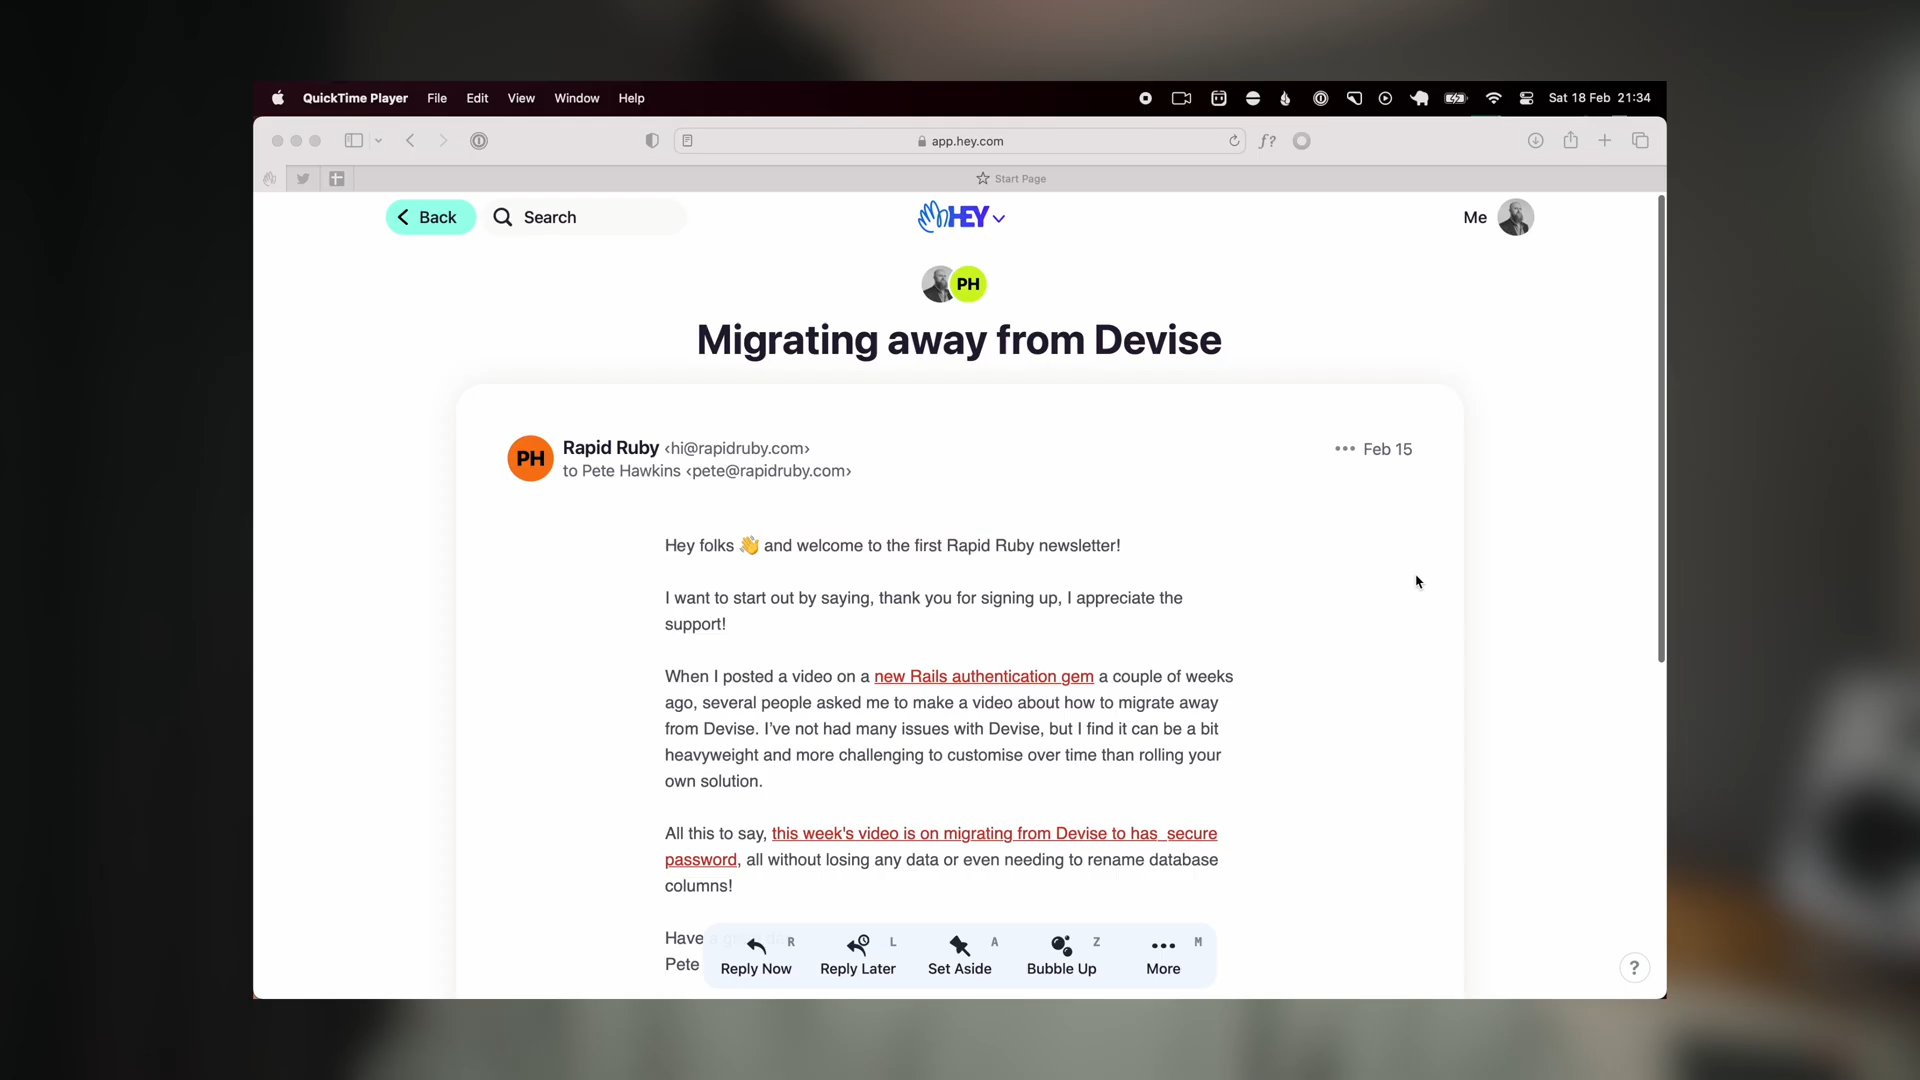 QuickTime Player File Edit View Window Help Sat 18 Feb 21:34
app.hey.com
Start Page
Back Search HEY Me
PH
Migrating away from Devise
PH
Rapid Ruby <hi@rapidruby.com>
to Pete Hawkins <pete@rapidruby.com>
Feb 15
Hey folks 👋 and welcome to the first Rapid Ruby newsletter!
I want to start out by saying, thank you for signing up, I appreciate the
support!
When I posted a video on a new Rails authentication gem a couple of weeks
ago, several people asked me to make a video about how to migrate away
from Devise. I've not had many issues with Devise, but I find it can be a bit
heavyweight and more challenging to customise over time than rolling your
own solution.
All this to say, this week's video is on migrating from Devise to has_secure
password, all without losing any data or even needing to rename database
columns!
Have
Pete
R L A Z M
Reply Now Reply Later Set Aside Bubble Up More
?